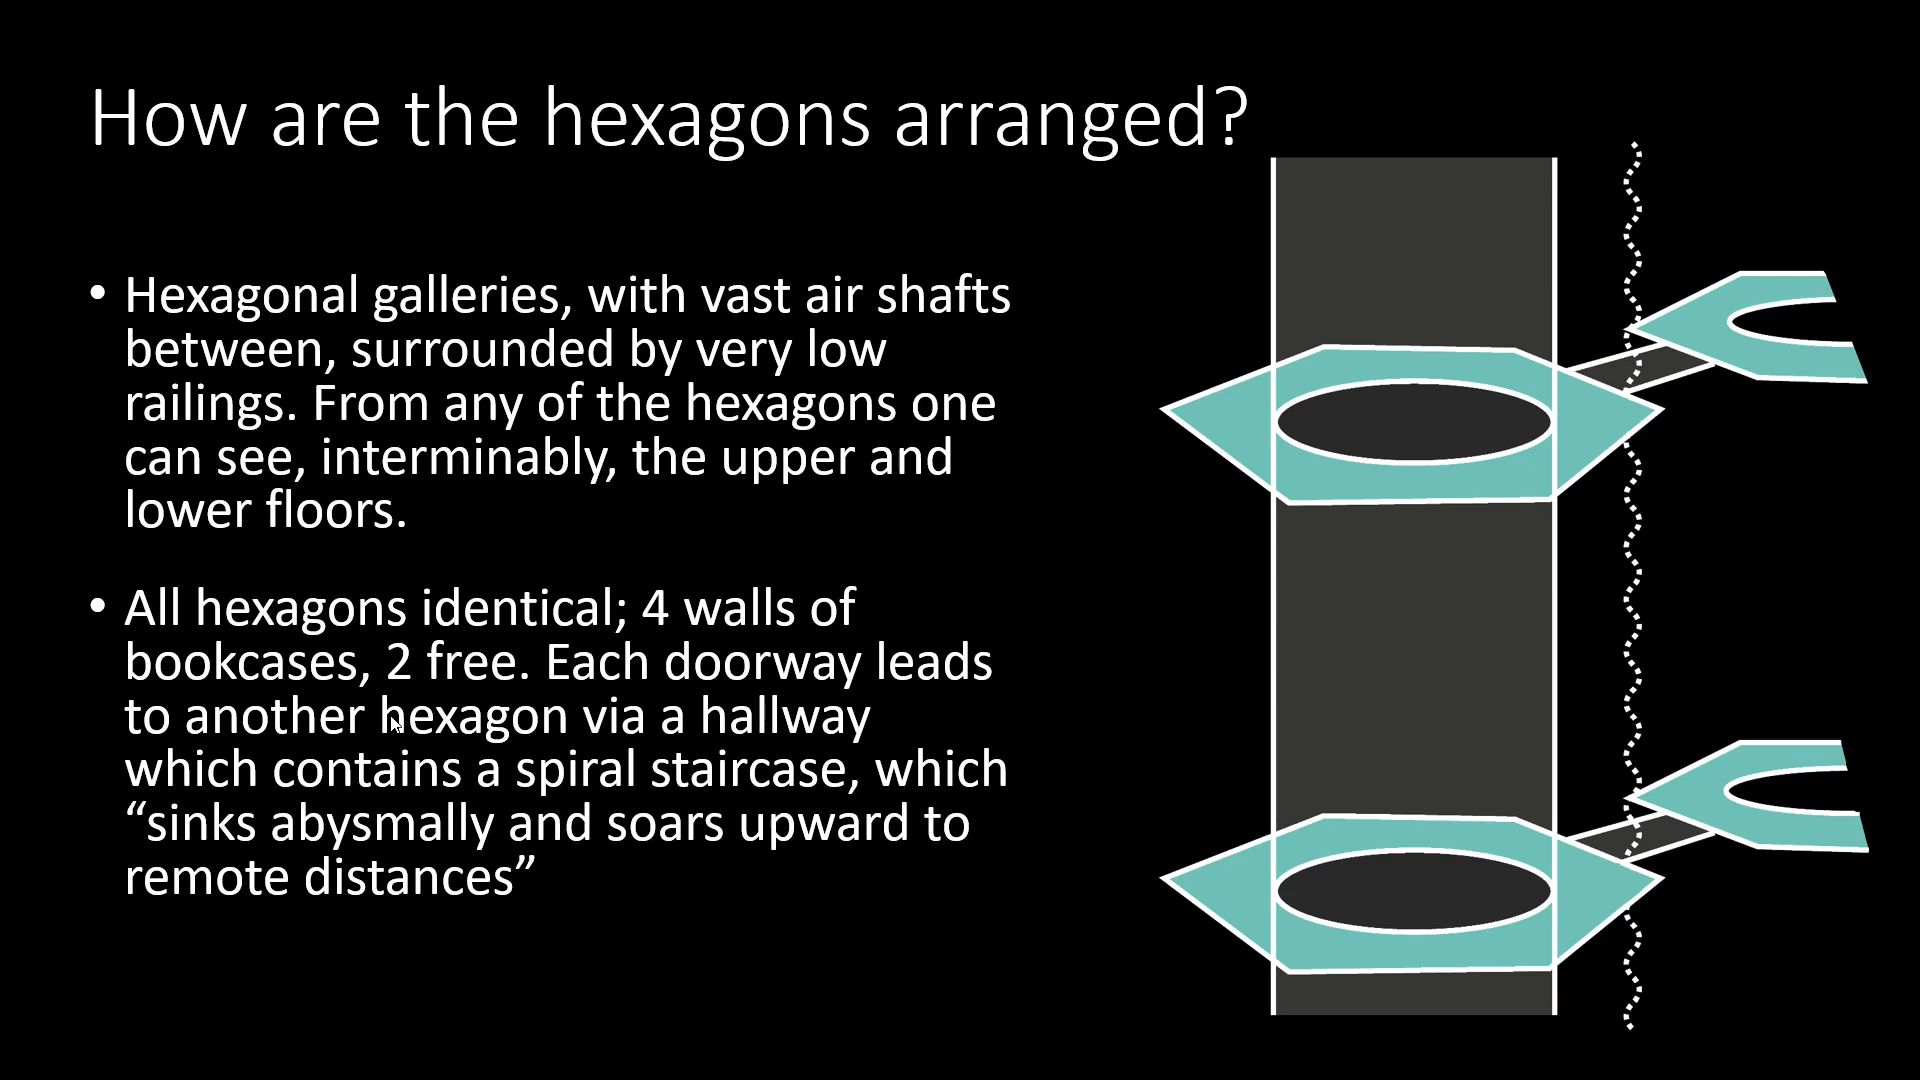 How are the hexagons arranged?
• Hexagonal galleries, with vast air shafts
between, surrounded by very low
railings. From any of the hexagons one
can see, interminably, the upper and
lower floors.
• All hexagons identical; 4 walls of
bookcases, 2 free. Each doorway leads
to another hexagon via a hallway
which contains a spiral staircase, which
“sinks abysmally and soars upward to
remote distances”